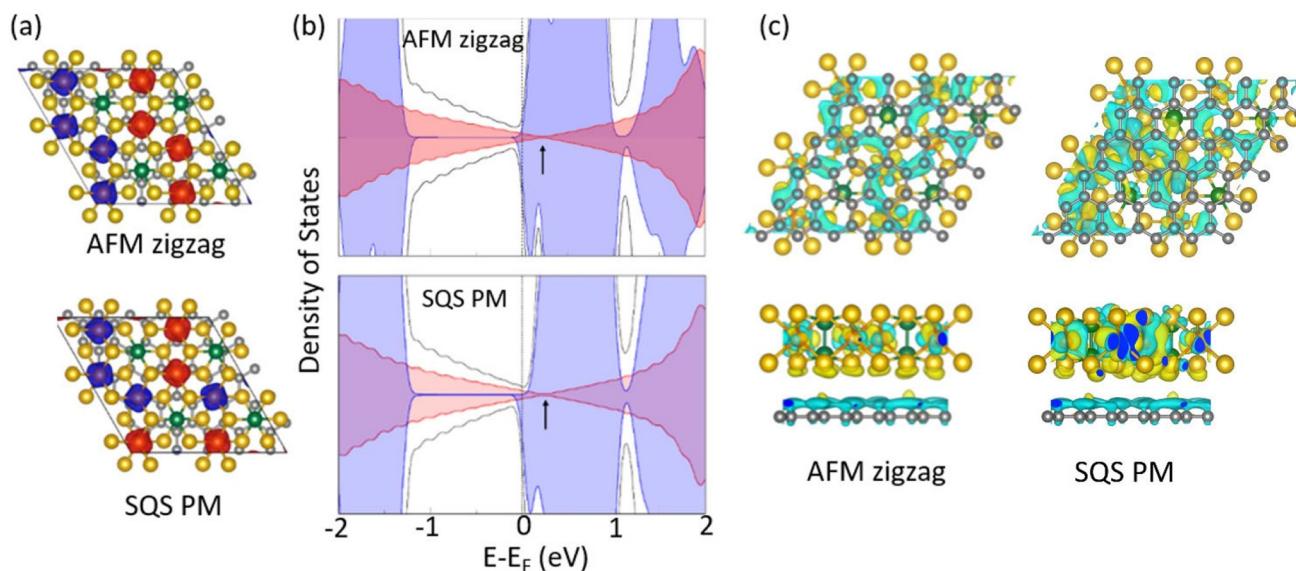 (a)
AFM zigzag
SQS PM
(b)
Density of States
AFM zigzag
SQS PM
-2 -1 0 1 2
E-E_F (eV)
(c)
AFM zigzag SQS PM